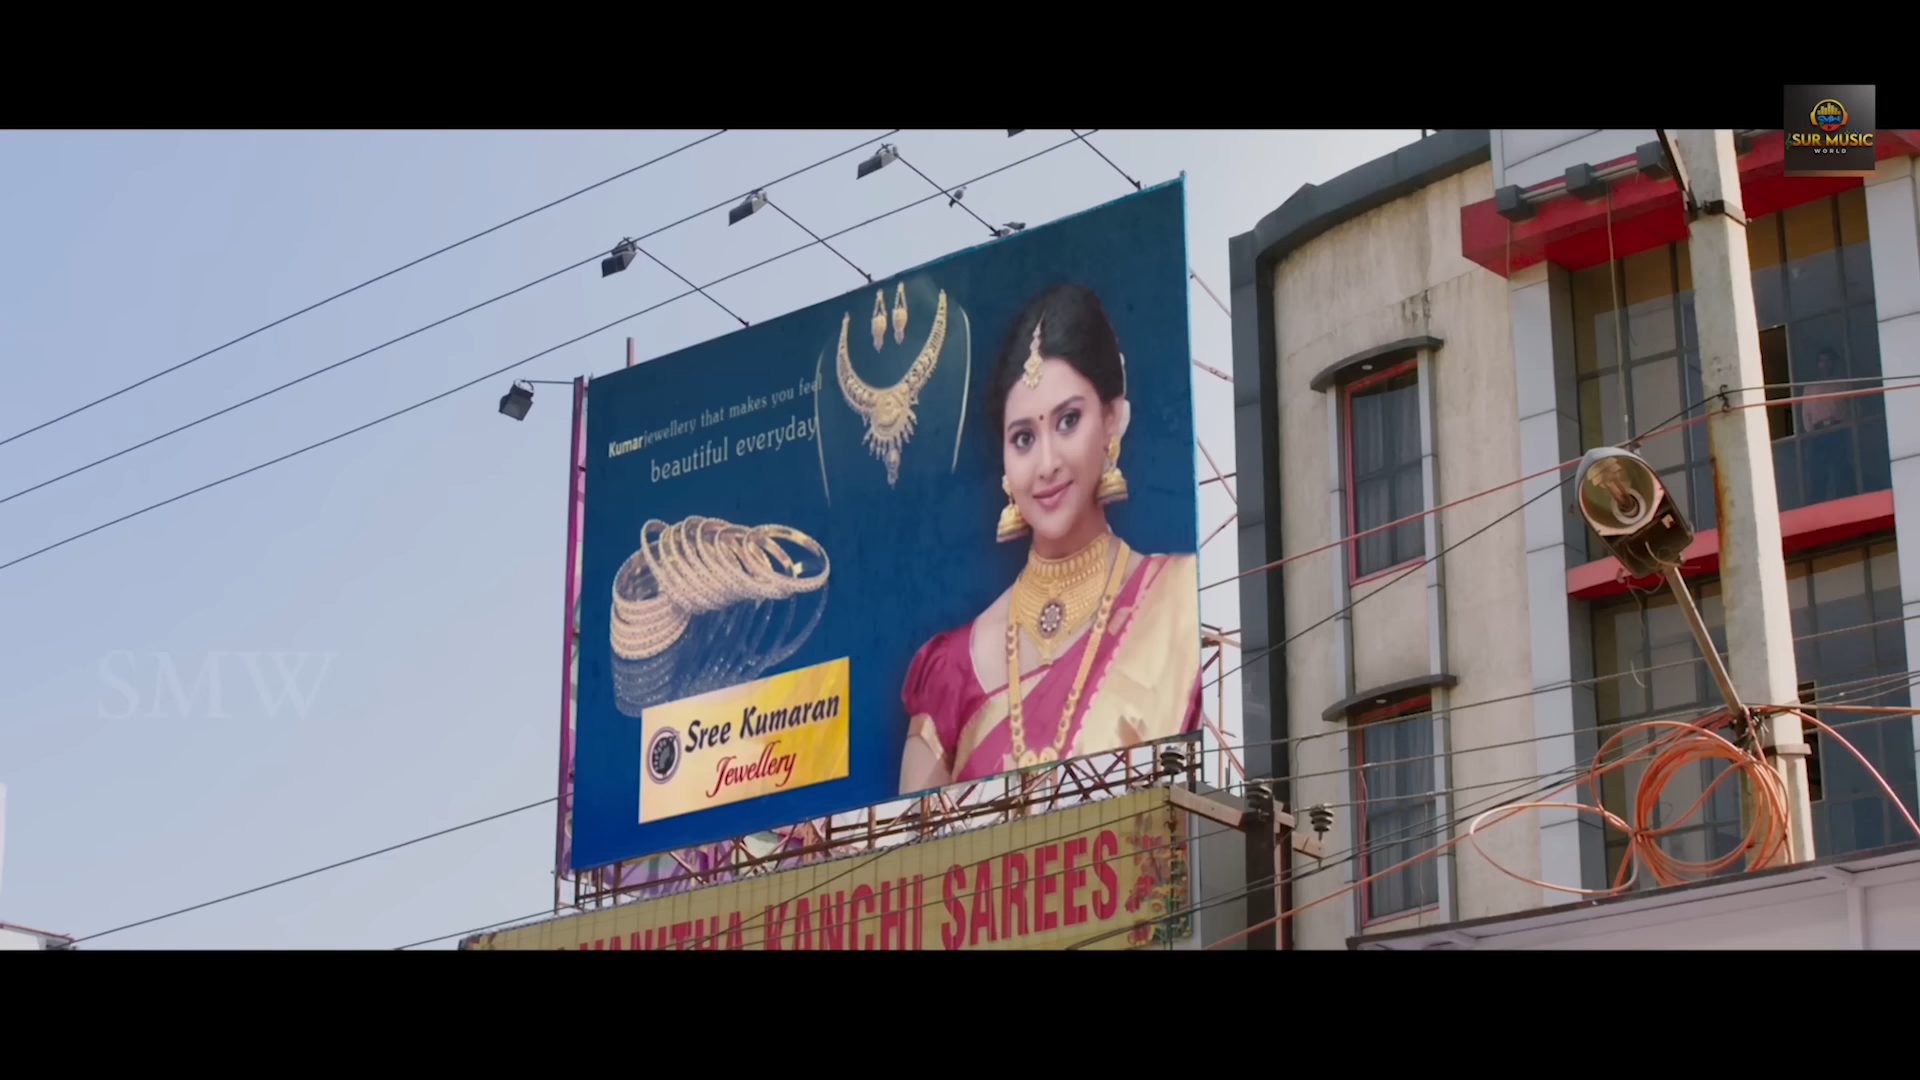 SUR MUSIC
WORLD
Kumar jewellery that makes you feel
beautiful everyday
Sree Kumaran
Jewellery
SMW
KANCHI SAREES